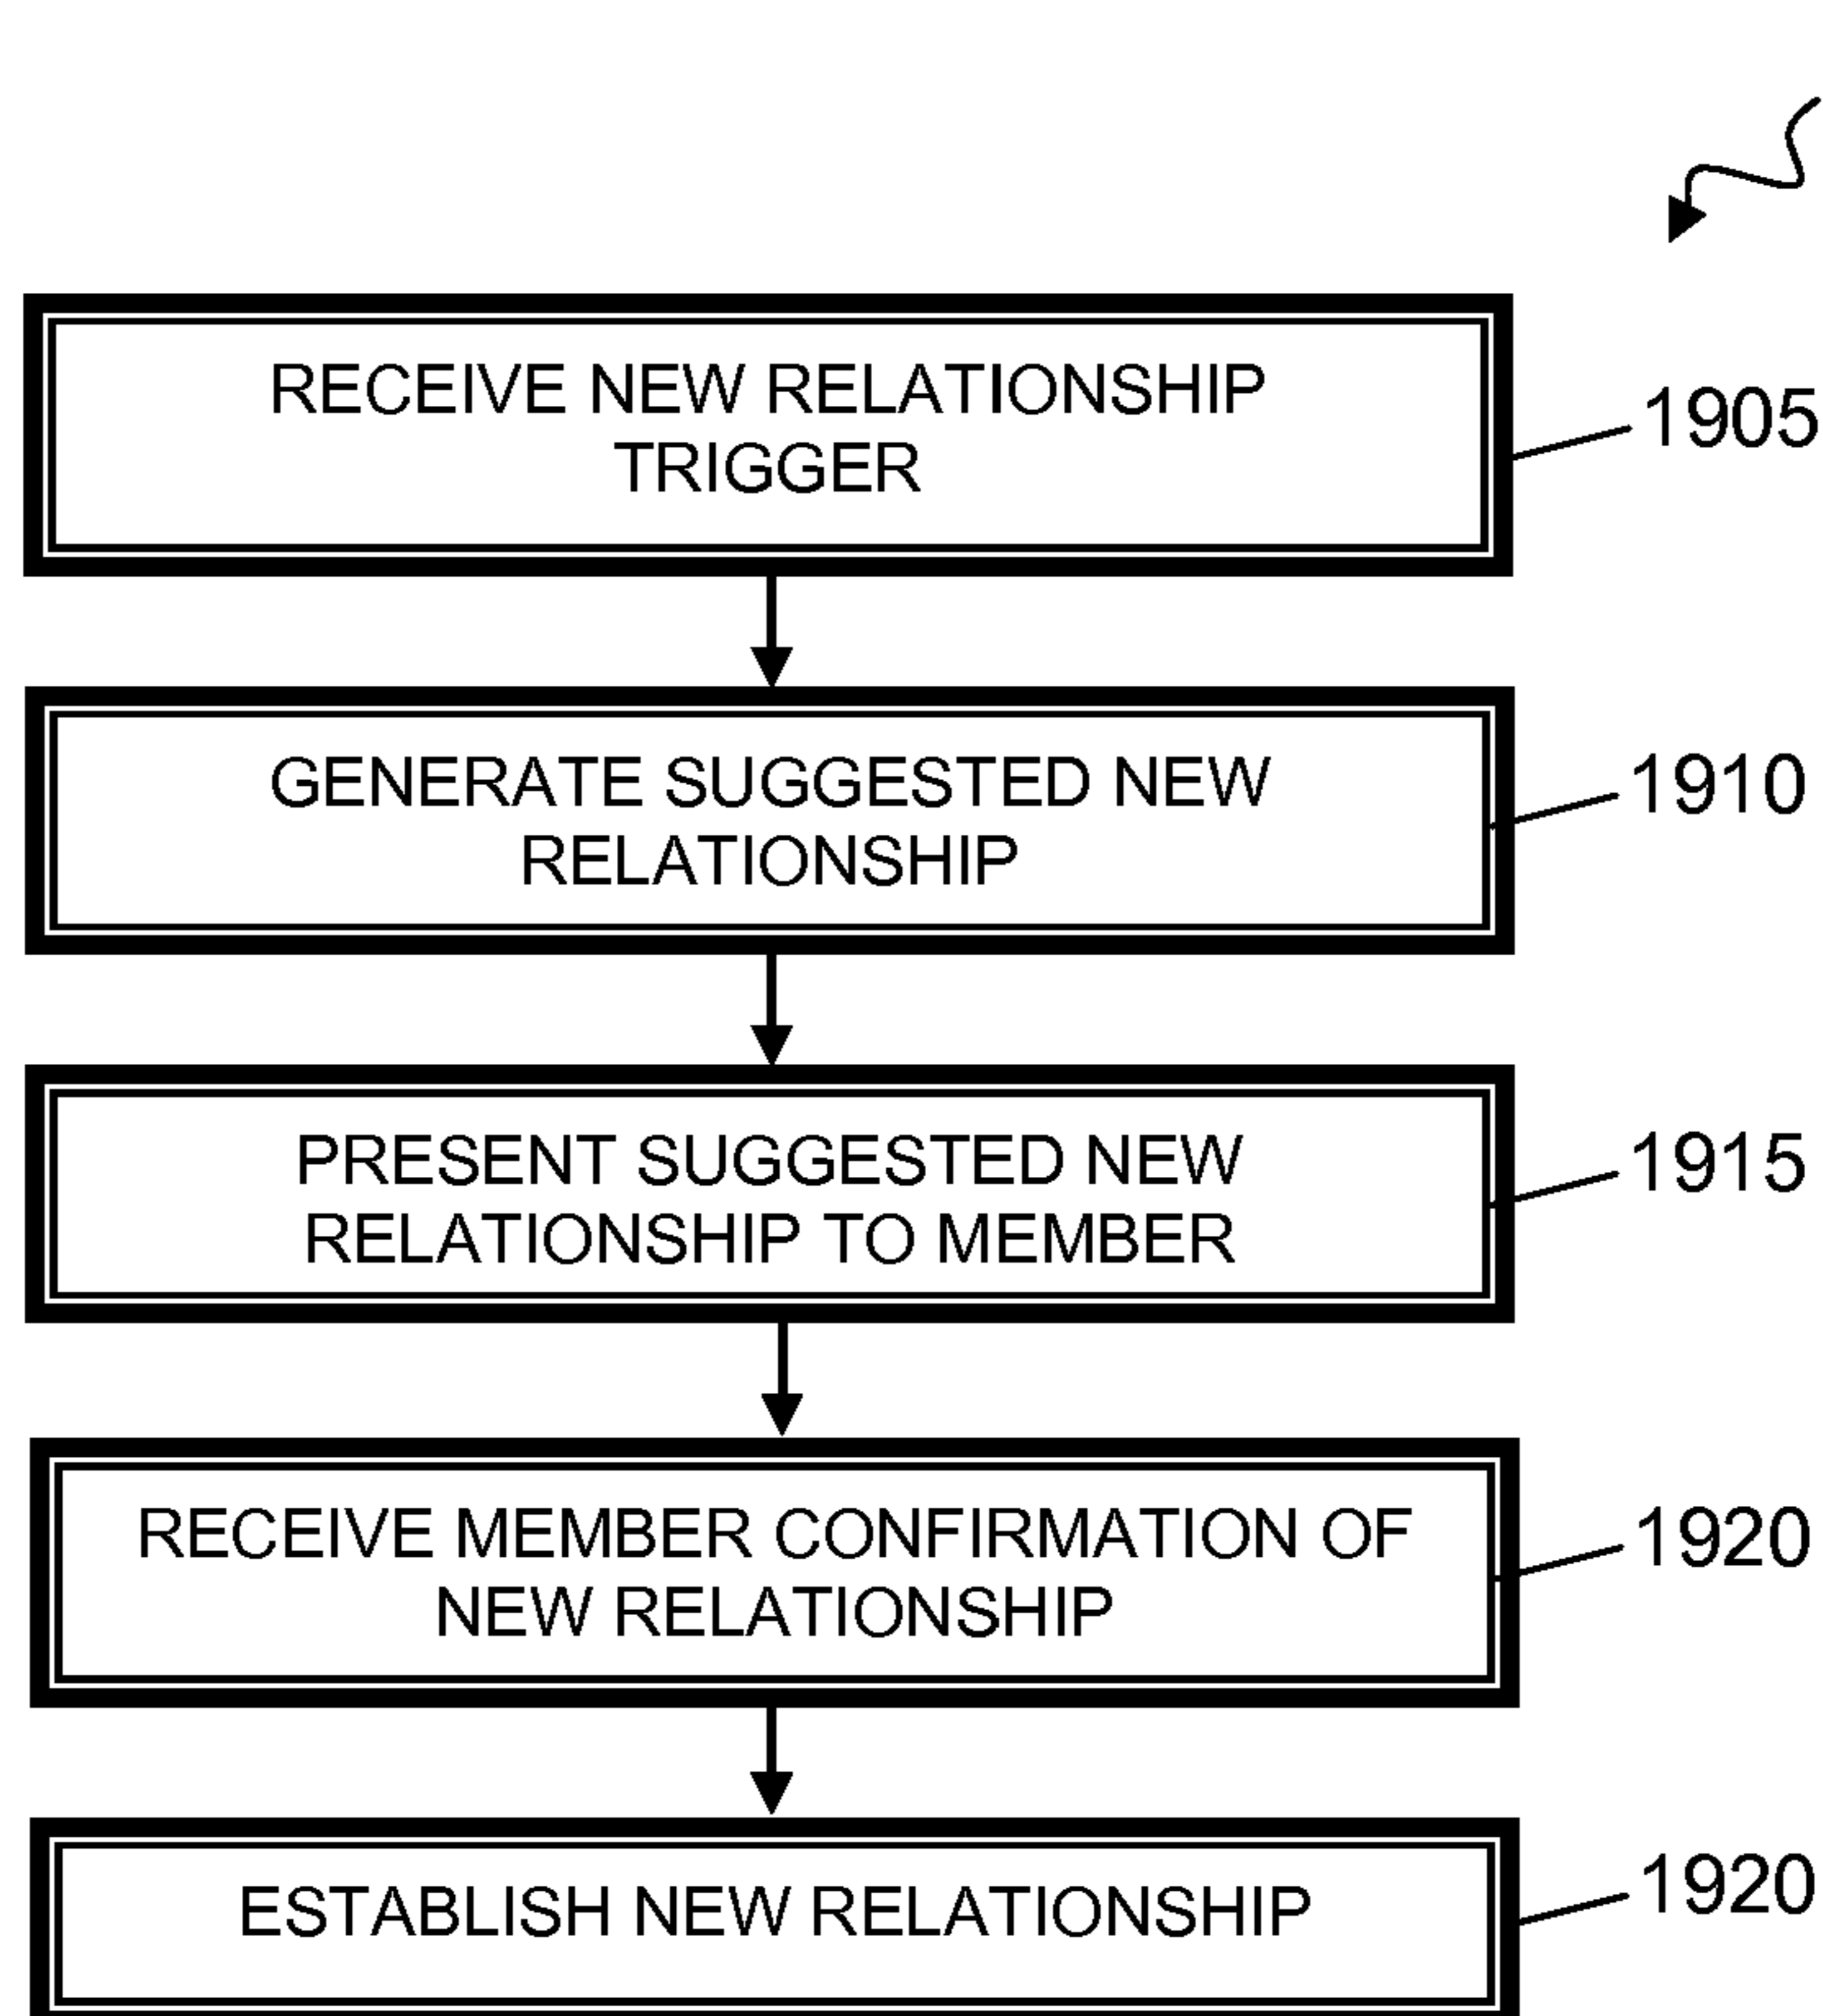 RECEIVE NEW RELATIONSHIP
TRIGGER
1905
GENERATE SUGGESTED NEW
RELATIONSHIP
1910
PRESENT SUGGESTED NEW
RELATIONSHIP TO MEMBER
1915
RECEIVE MEMBER CONFIRMATION OF
NEW RELATIONSHIP
1920
ESTABLISH NEW RELATIONSHIP
1920